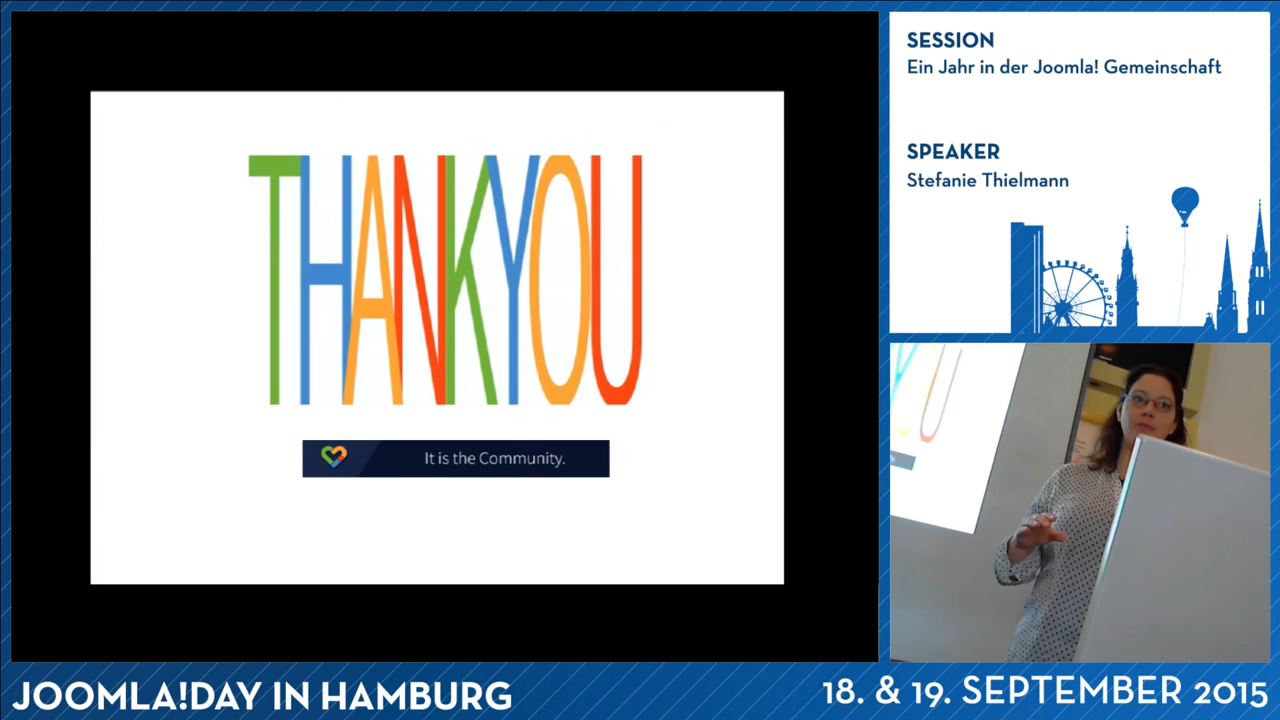 THANKYOU
It is the Community.
SESSION
Ein Jahr in der Joomla! Gemeinschaft
SPEAKER
Stefanie Thielmann
JOOMLA!DAY IN HAMBURG
18. & 19. SEPTEMBER 2015